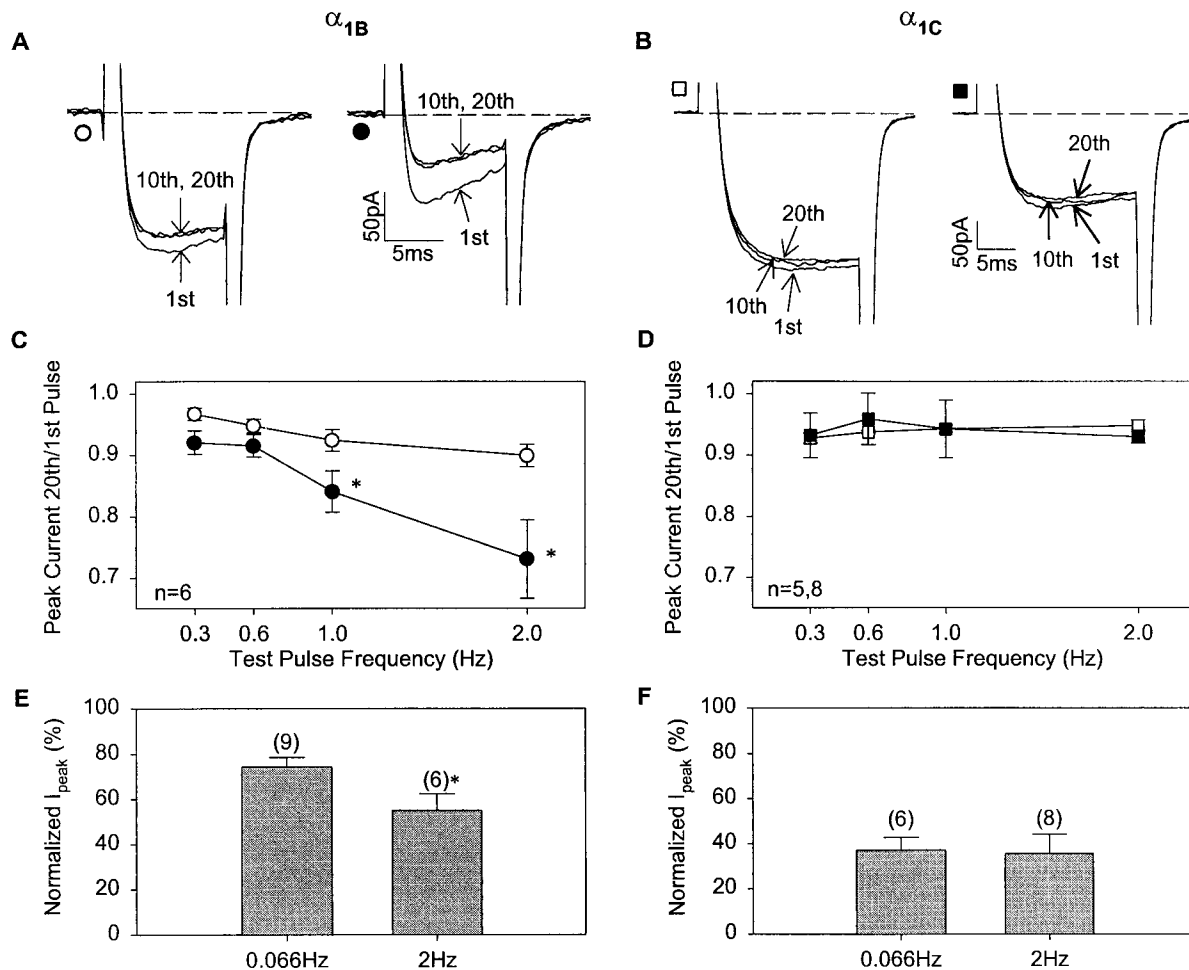 α1B
α1C
A
10th, 20th
1st
10th, 20th
50pA
5ms
1st
B
20th
10th
1st
20th
50pA
5ms
10th
1st
C
Peak Current 20th/1st Pulse
1.0
0.9
0.8
0.7
*
*
n=6
0.3
0.6
1.0
2.0
Test Pulse Frequency (Hz)
D
Peak Current 20th/1st Pulse
1.0
0.9
0.8
0.7
n=5,8
0.3
0.6
1.0
2.0
Test Pulse Frequency (Hz)
E
Normalized Ipeak (%)
100
80
60
40
20
0
(9)
(6)*
0.066Hz
2Hz
F
Normalized Ipeak (%)
100
80
60
40
20
0
(6)
(8)
0.066Hz
2Hz